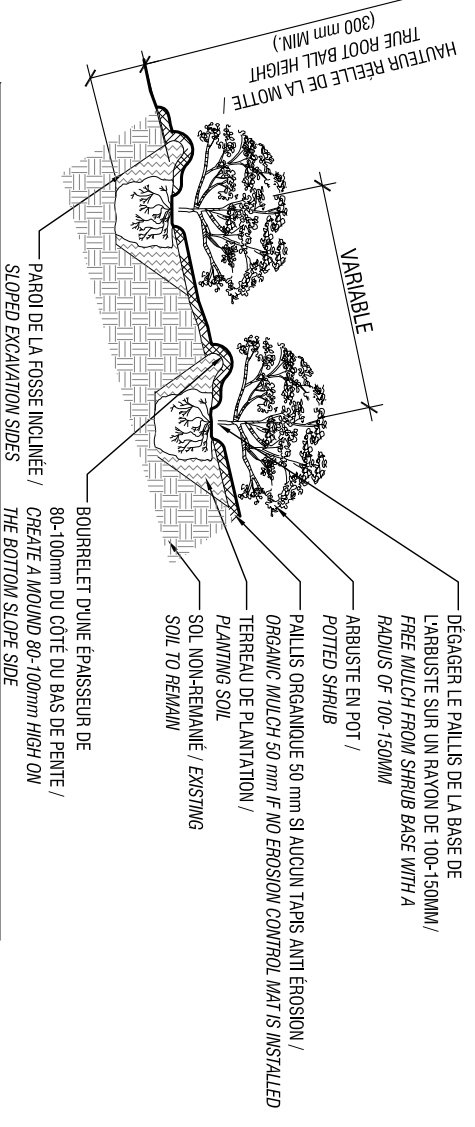 HAUTEUR RÉELLE DE LA MOTTE /
TRUE ROOT BALL HEIGHT
(300 mm MIN.)
VARIABLE
DÉGAGER LE PAILLIS DE LA BASE DE
L'ARBUSTE SUR UN RAYON DE 100-150MM /
FREE MULCH FROM SHRUB BASE WITH A
RADIUS OF 100-150MM
ARBUSTE EN POT /
POTTED SHRUB
PAILLIS ORGANIQUE 50 mm SI AUCUN TAPIS ANTI ÉROSION /
ORGANIC MULCH 50 mm IF NO EROSION CONTROL MAT IS INSTALLED
TERREAU DE PLANTATION /
PLANTING SOIL
SOL NON-REMANIÉ / EXISTING
SOIL TO REMAIN
BOURRELET D'UNE ÉPAISSEUR DE
80-100mm DU CÔTÉ DU BAS DE PENTE /
CREATE A MOUND 80-100mm HIGH ON
THE BOTTOM SLOPE SIDE
PAROI DE LA FOSSE INCLINÉE /
SLOPED EXCAVATION SIDES